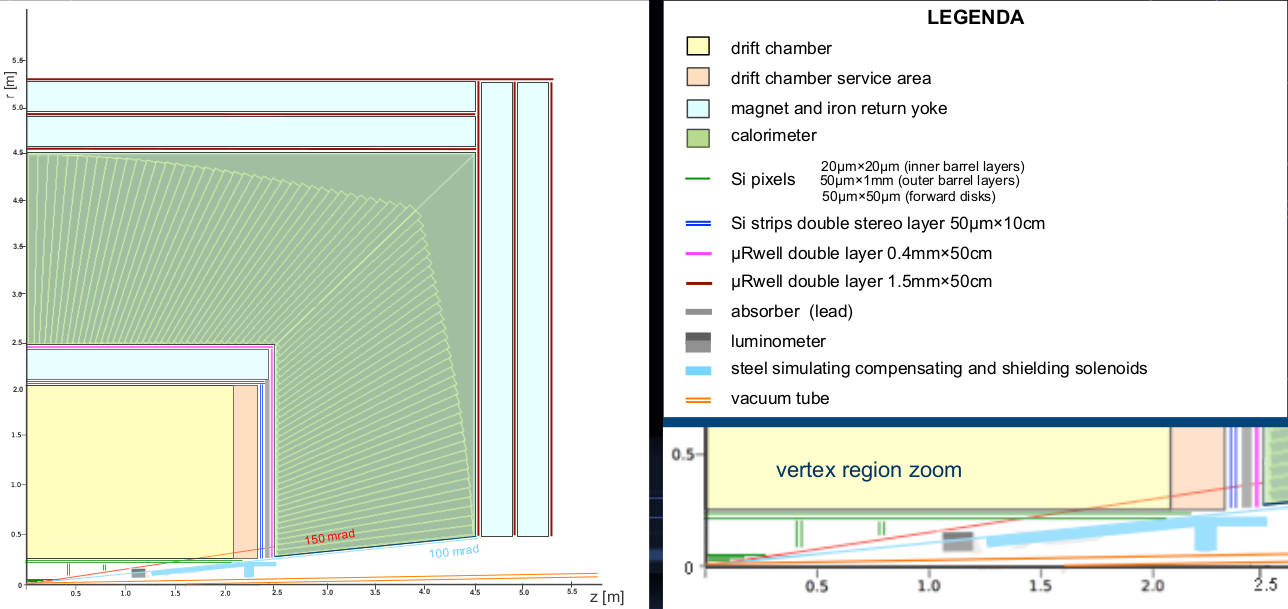 5.5
r [m]
5.0
4.5
4.0
3.5
3.0
2.5
2.0
1.5
1.0
0.5
0
150 mrad
100 mrad
0.5
1.0
1.5
2.0
2.5
3.0
3.5
4.0
4.5
5.0
5.5
z [m]
LEGENDA
drift chamber
drift chamber service area
magnet and iron return yoke
calorimeter
Si pixels
20µm×20µm (inner barrel layers)
50µm×1mm (outer barrel layers)
50µm×50µm (forward disks)
Si strips double stereo layer 50µm×10cm
µRwell double layer 0.4mm×50cm
µRwell double layer 1.5mm×50cm
absorber (lead)
luminometer
steel simulating compensating and shielding solenoids
vacuum tube
0.5
vertex region zoom
0
0.5
1.0
1.5
2.0
2.5